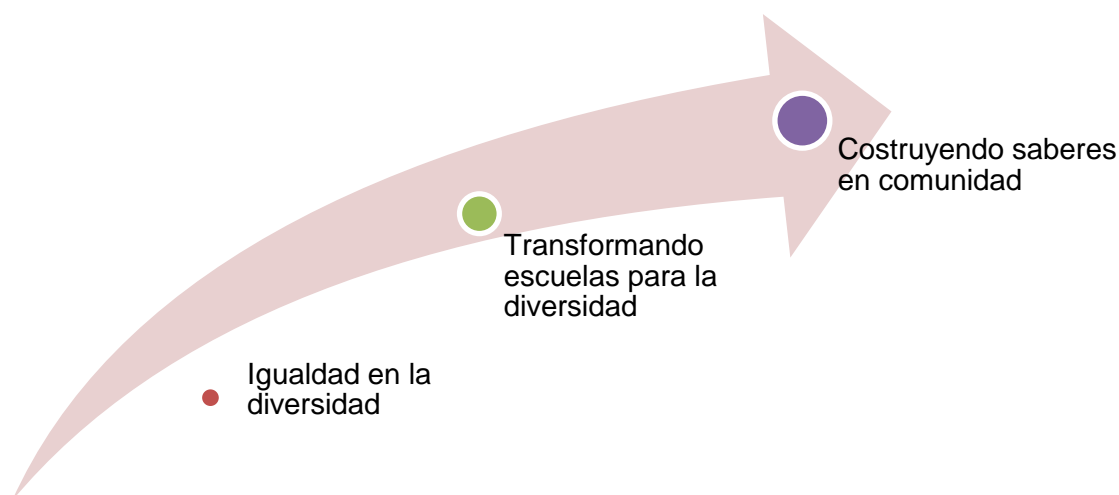 Costruyendo saberes
en comunidad
Transformando
escuelas para la
diversidad
Igualdad en la
diversidad